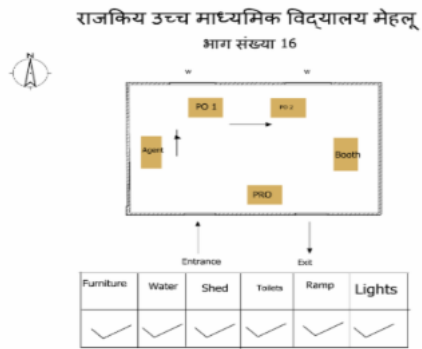 राजकिय उच्च माध्यमिक विद्यालय मेहलू
भाग संख्या 16
N
w w
PO 1 PO 2
Agent Booth
PRO
Entrance Exit
Furniture Water Shed Toilets Ramp Lights